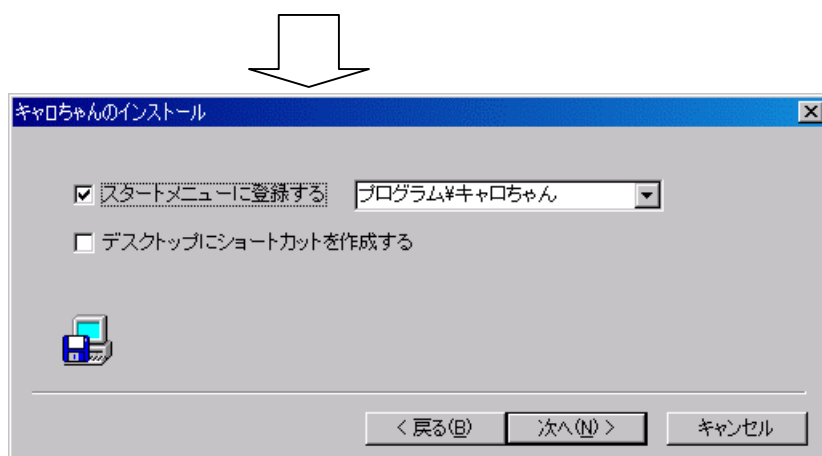 キャロちゃんのインストール
スタートメニューに登録する プログラム¥キャロちゃん
デスクトップにショートカットを作成する
< 戻る(B) 次へ(N) > キャンセル